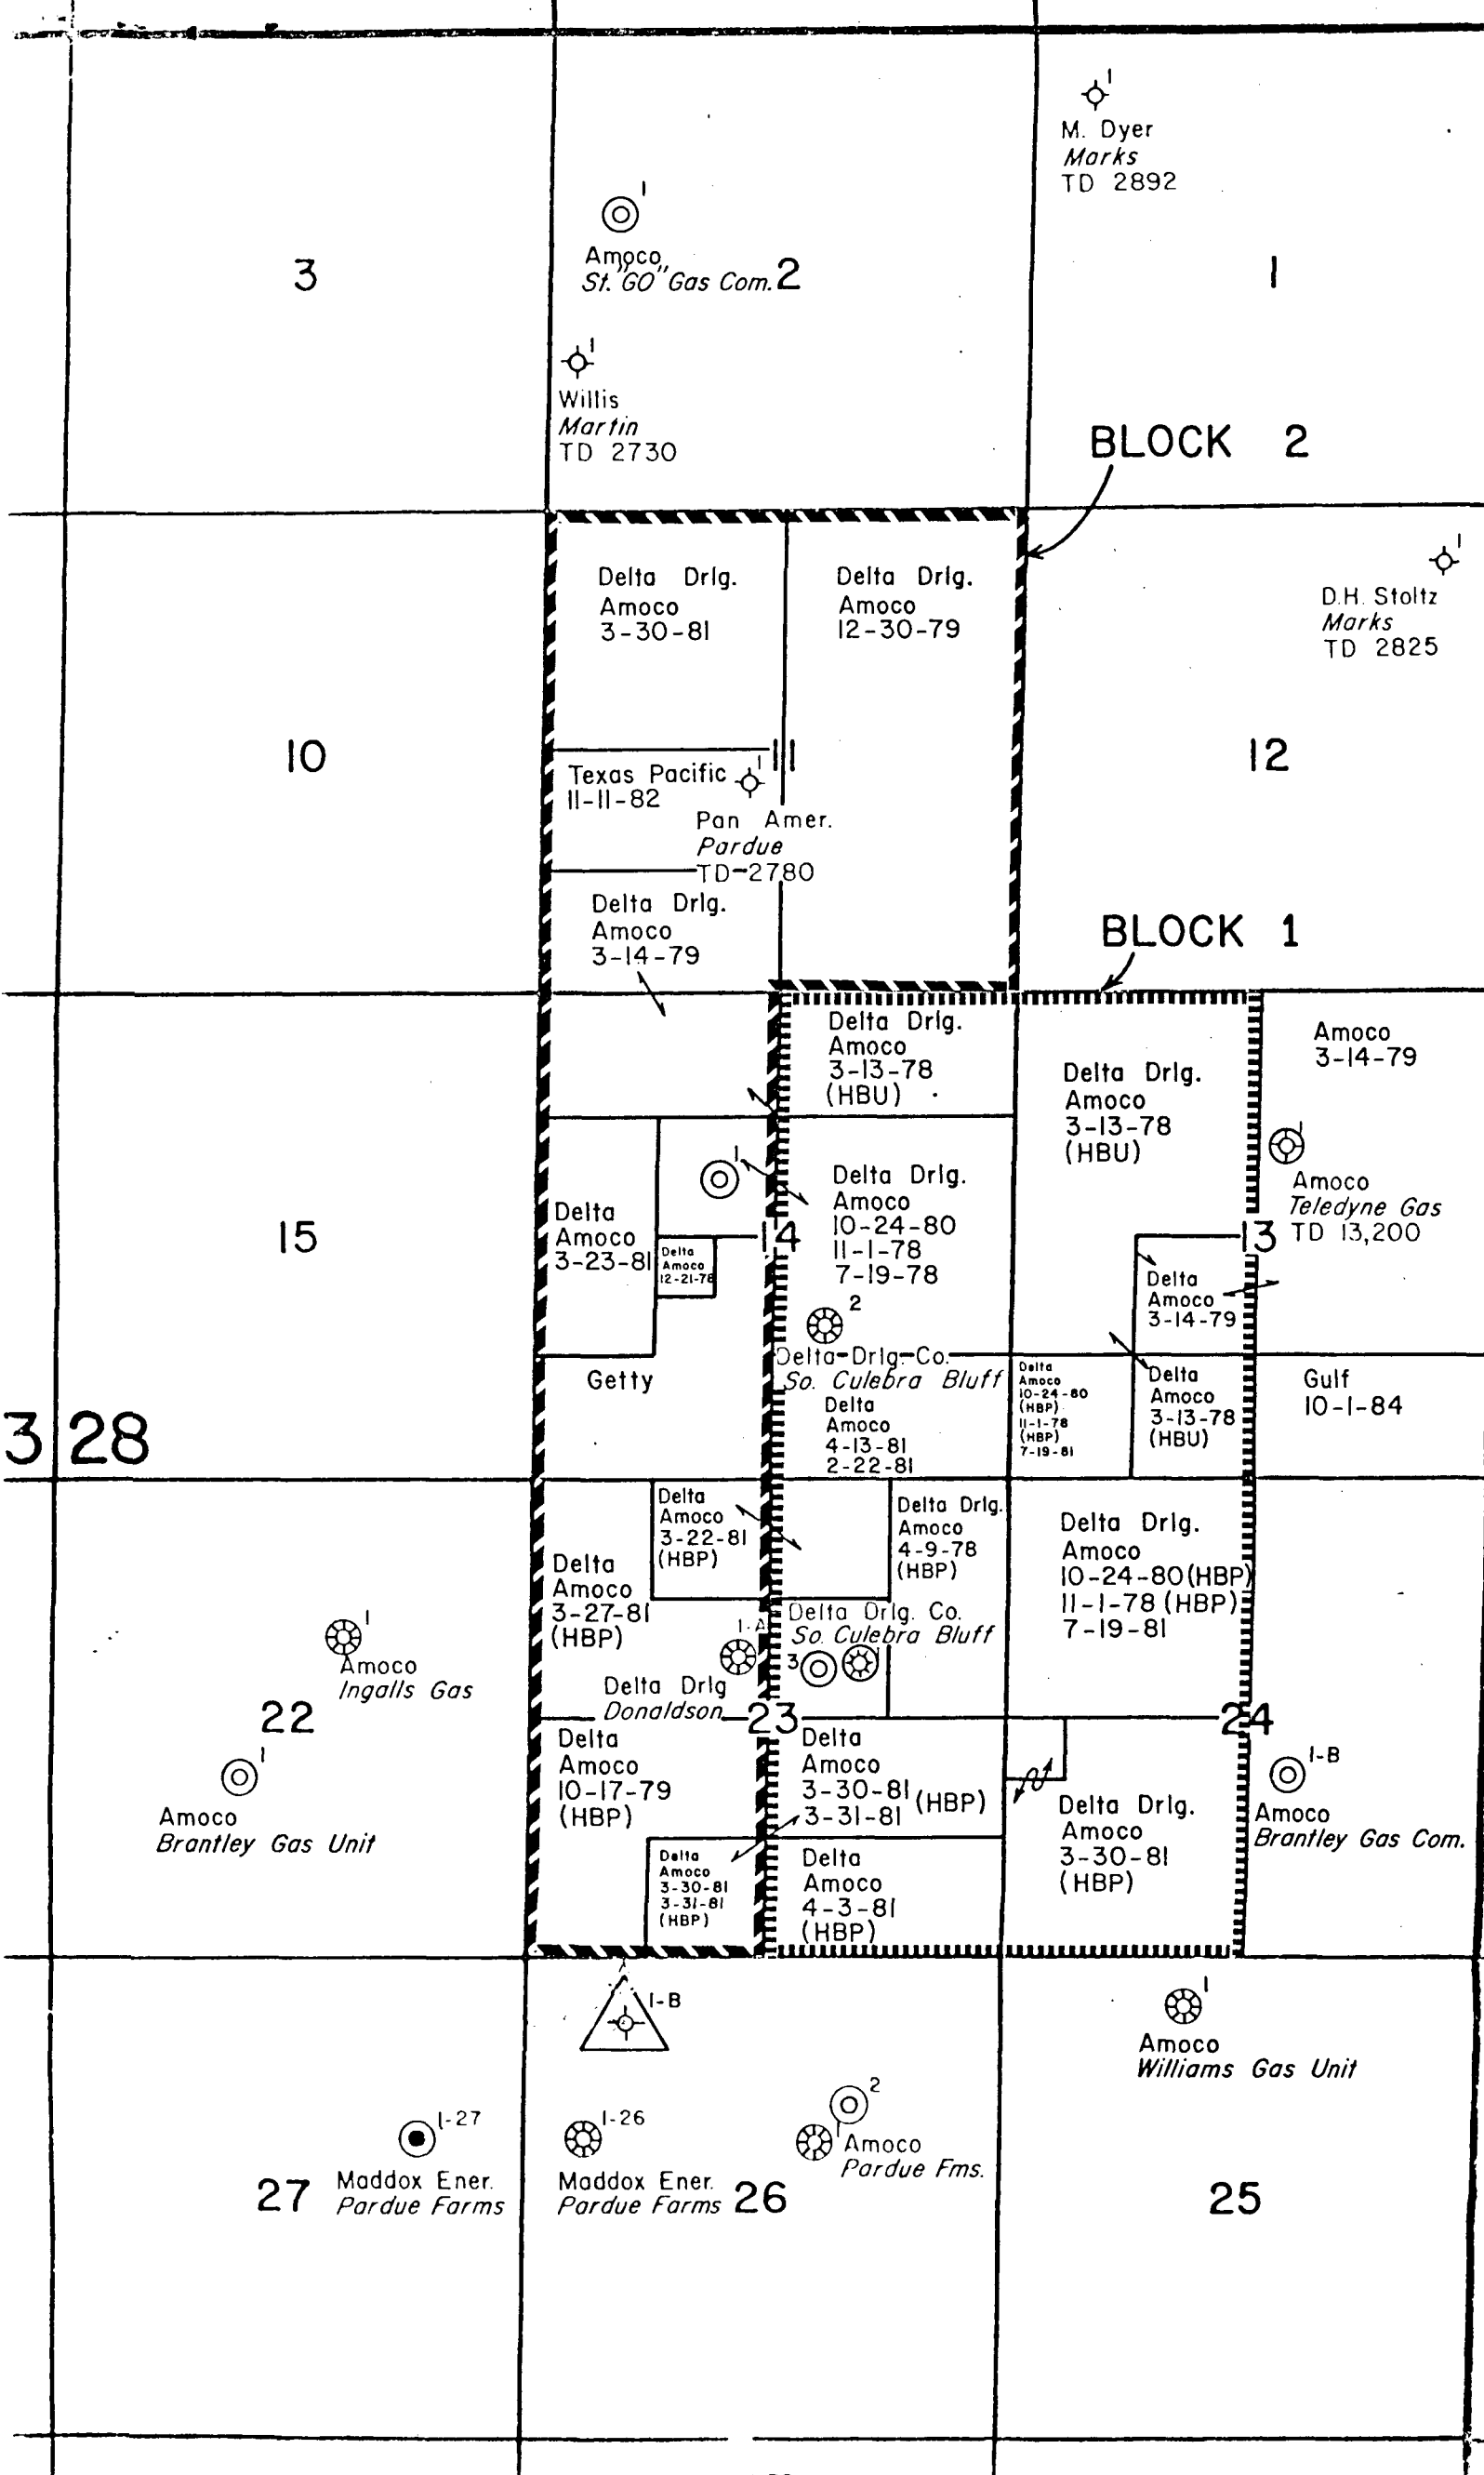 1
M. Dyer
Marks
TD 2892
1
Amoco
St. "GO" Gas Com.
3
2
1
1
Willis
Martin
TD 2730
BLOCK 2
Delta Drlg.
Amoco
3-30-81
Delta Drlg.
Amoco
12-30-79
1
D.H. Stoltz
Marks
TD 2825
10
11
12
Texas Pacific
11-11-82
1
Pan Amer.
Pardue
TD-2780
Delta Drlg.
Amoco
3-14-79
BLOCK 1
Delta Drlg.
Amoco
3-13-78
(HBU)
Delta Drlg.
Amoco
3-13-78
(HBU)
Amoco
3-14-79
1
Amoco
Teledyne Gas
TD 13,200
1
Delta Drlg.
Amoco
10-24-80
11-1-78
7-19-78
Delta
Amoco
3-23-81
Delta
Amoco
12-21-78
15
14
13
Delta
Amoco
3-14-79
2
Delta Drlg. Co.
So. Culebra Bluff
Getty
Delta
Amoco
4-13-81
2-22-81
Delta
Amoco
10-24-80
(HBP)
11-1-78
(HBP)
7-19-81
Delta
Amoco
3-13-78
(HBU)
Gulf
10-1-84
3 28
Delta
Amoco
3-22-81
(HBP)
Delta Drlg.
Amoco
4-9-78
(HBP)
Delta Drlg.
Amoco
10-24-80 (HBP)
11-1-78 (HBP)
7-19-81
Delta
Amoco
3-27-81
(HBP)
1
Amoco
Ingalls Gas
1-A
Delta Drlg
Donaldson
Delta Drlg. Co.
So. Culebra Bluff
3
1
22
23
24
1
Amoco
Brantley Gas Unit
Delta
Amoco
10-17-79
(HBP)
Delta
Amoco
3-30-81
3-31-81
(HBP)
Delta Drlg.
Amoco
3-30-81
(HBP)
1-B
Amoco
Brantley Gas Com.
Delta
Amoco
3-30-81
3-31-81
(HBP)
Delta
Amoco
4-3-81
(HBP)
1-B
1
Amoco
Williams Gas Unit
1-27
Maddox Ener.
Pardue Farms
1-26
Maddox Ener.
Pardue Farms
2
1
Amoco
Pardue Fms.
27
26
25